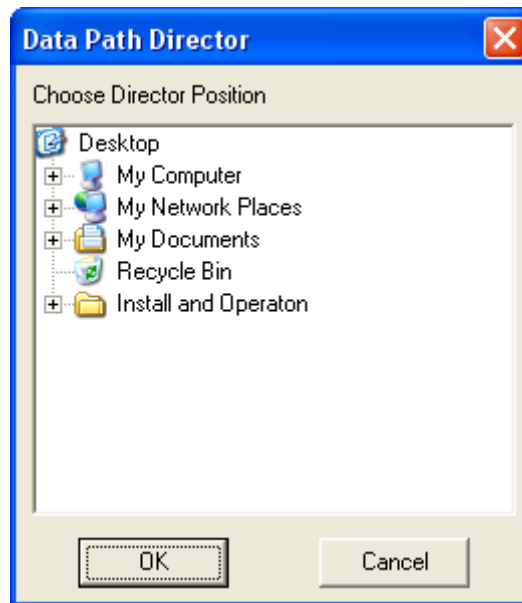 Data Path Director
Choose Director Position
Desktop
My Computer
My Network Places
My Documents
Recycle Bin
Install and Operaton
OK Cancel